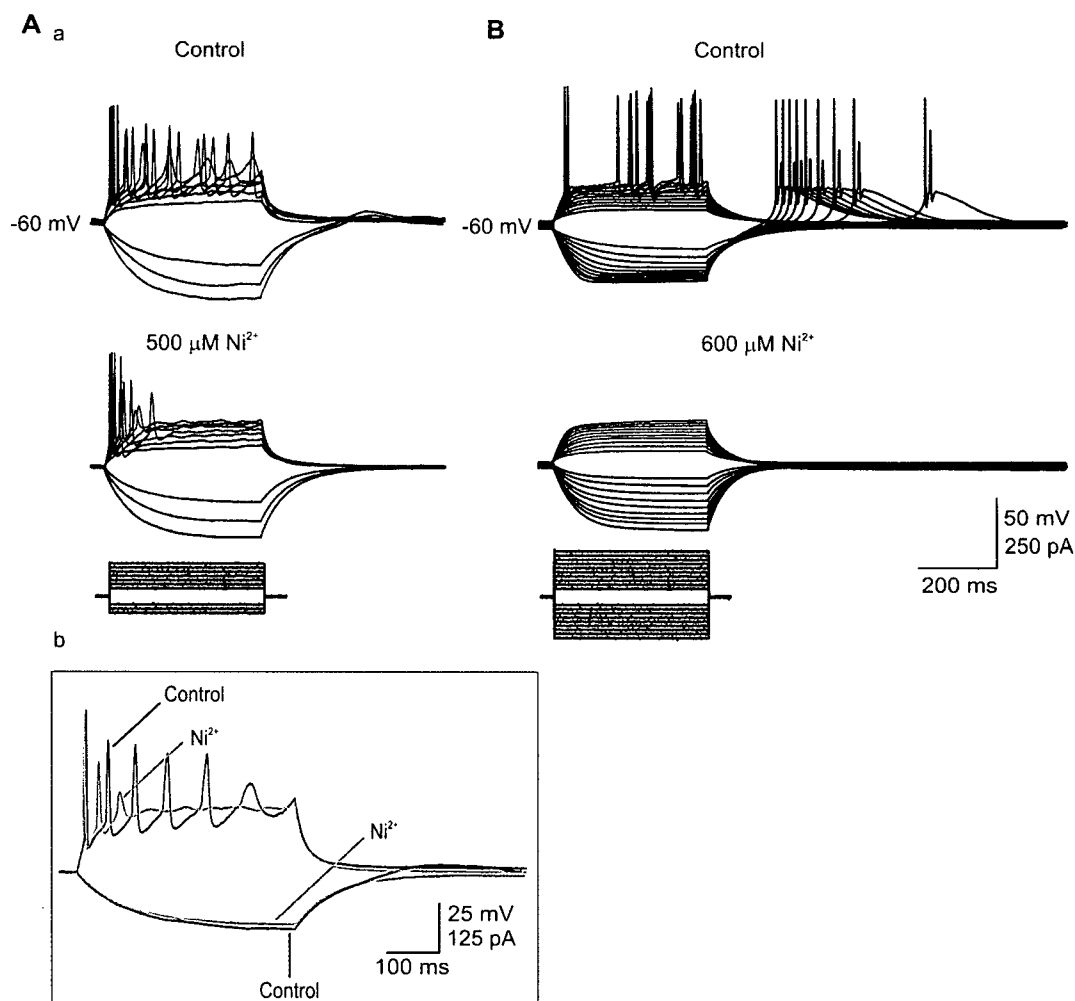 A a
Control
-60 mV
500 μM Ni²⁺
B
Control
-60 mV
600 μM Ni²⁺
50 mV
250 pA
200 ms
b
Control
Ni²⁺
Ni²⁺
25 mV
125 pA
100 ms
Control